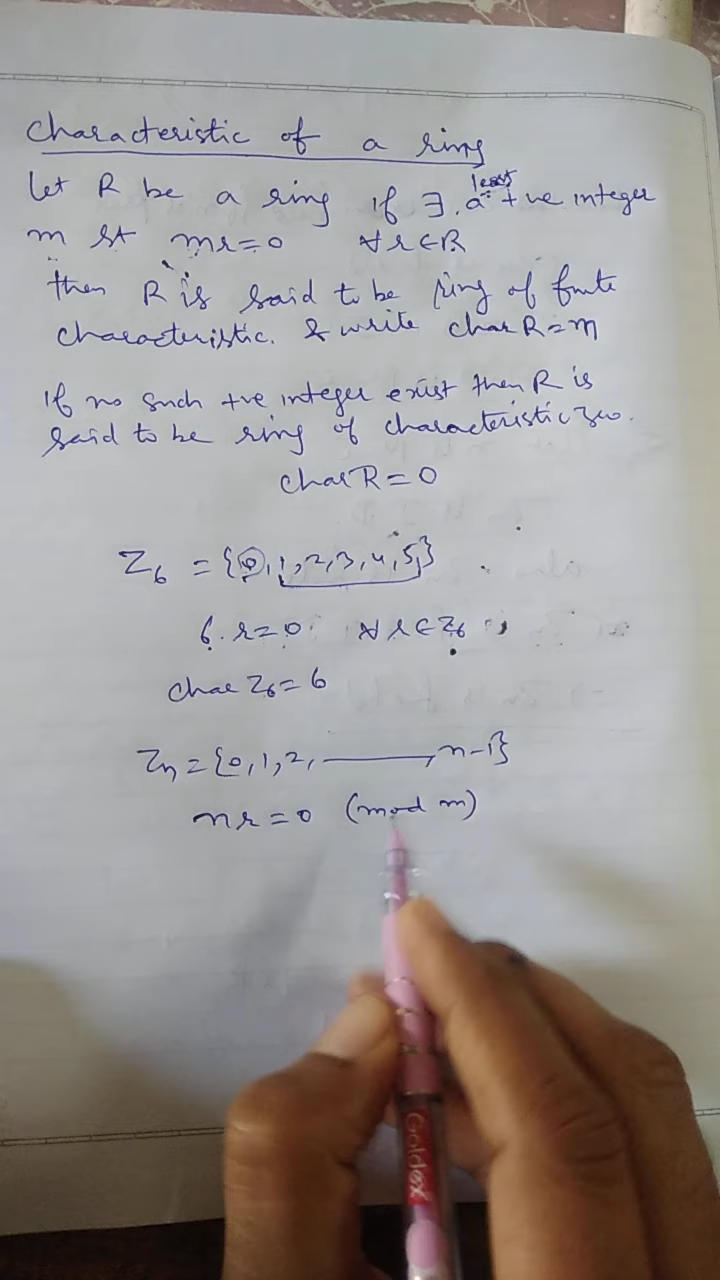 Characteristic of a ring
Let R be a ring if ∃ a least +ve integer
m st mr=0 ∀ r∈R
then R is said to be ring of finite
characteristic. & write char R=m
If no such +ve integer exist then R is
said to be ring of characteristic zero.
char R=0
Z₆ = {0,1,2,3,4,5}
6.r=0 ∀ r∈Z₆
char Z₆=6
Zn={0,1,2,——,n-1}
nr=0 (mod n)
Goldex